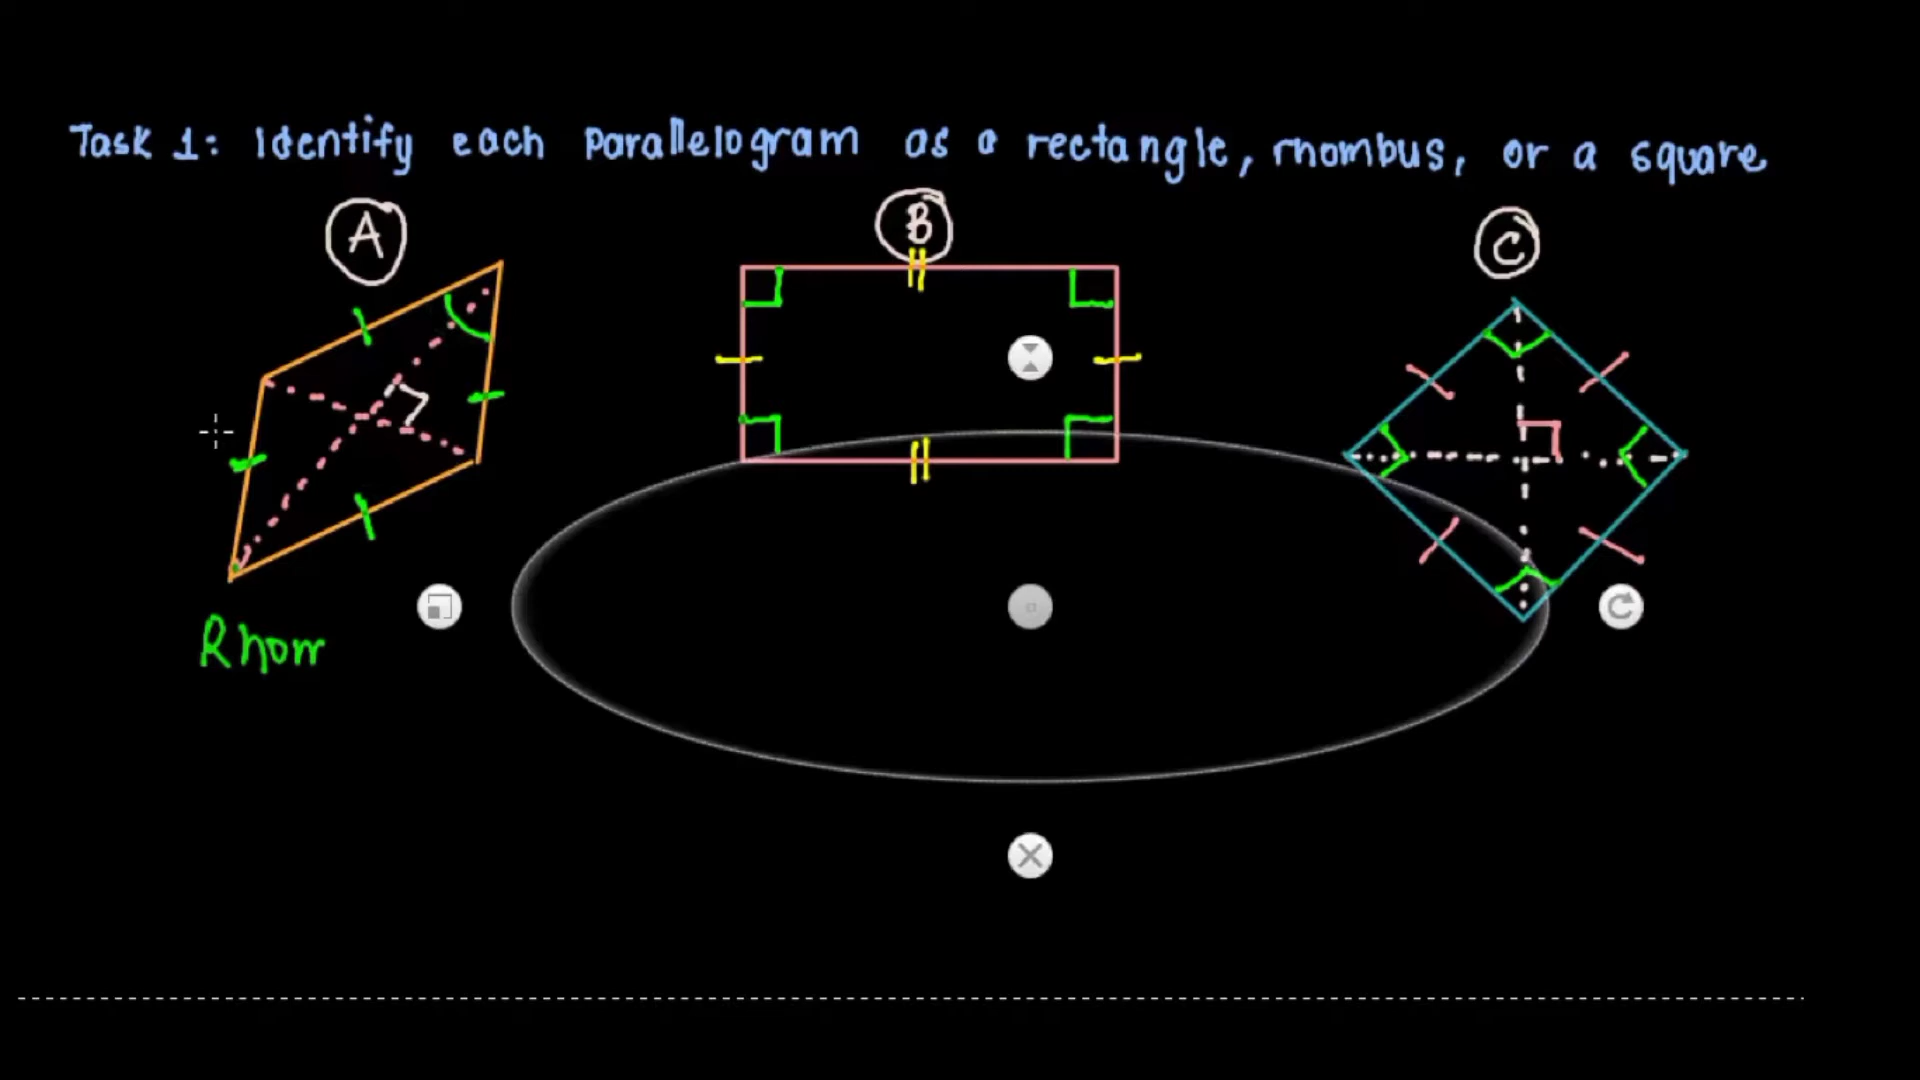 Task 1: Identify each parallelogram as a rectangle, rhombus, or a square
A
B
C
Rhom